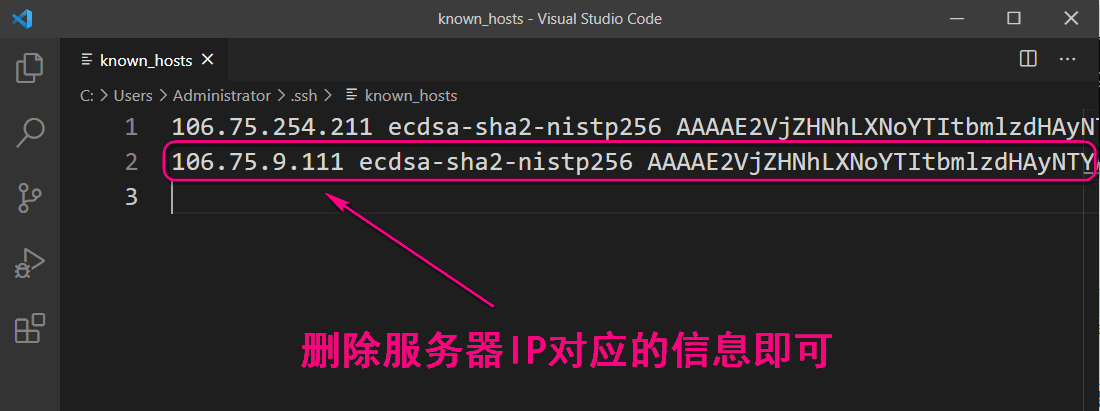 known_hosts - Visual Studio Code
known_hosts
C: > Users > Administrator > .ssh > known_hosts
1 106.75.254.211 ecdsa-sha2-nistp256 AAAAE2VjZHNhLXNoYTItbmlzdHAyNT
2 106.75.9.111 ecdsa-sha2-nistp256 AAAAE2VjZHNhLXNoYTItbmlzdHAyNTY
3
删除服务器IP对应的信息即可